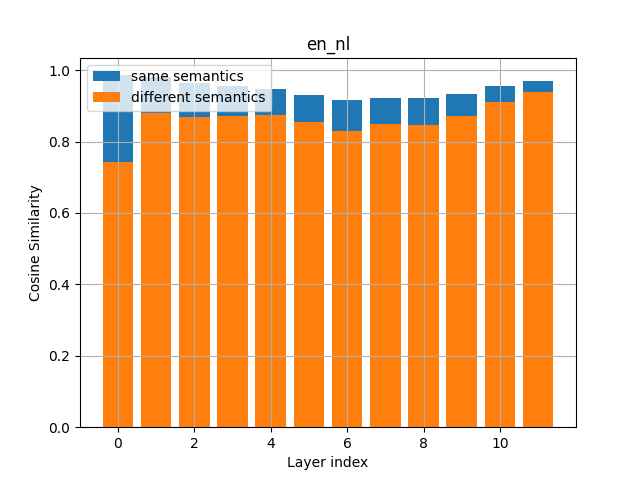 en_nl
same semantics
different semantics
Cosine Similarity
1.0
0.8
0.6
0.4
0.2
0.0
0 2 4 6 8 10
Layer index